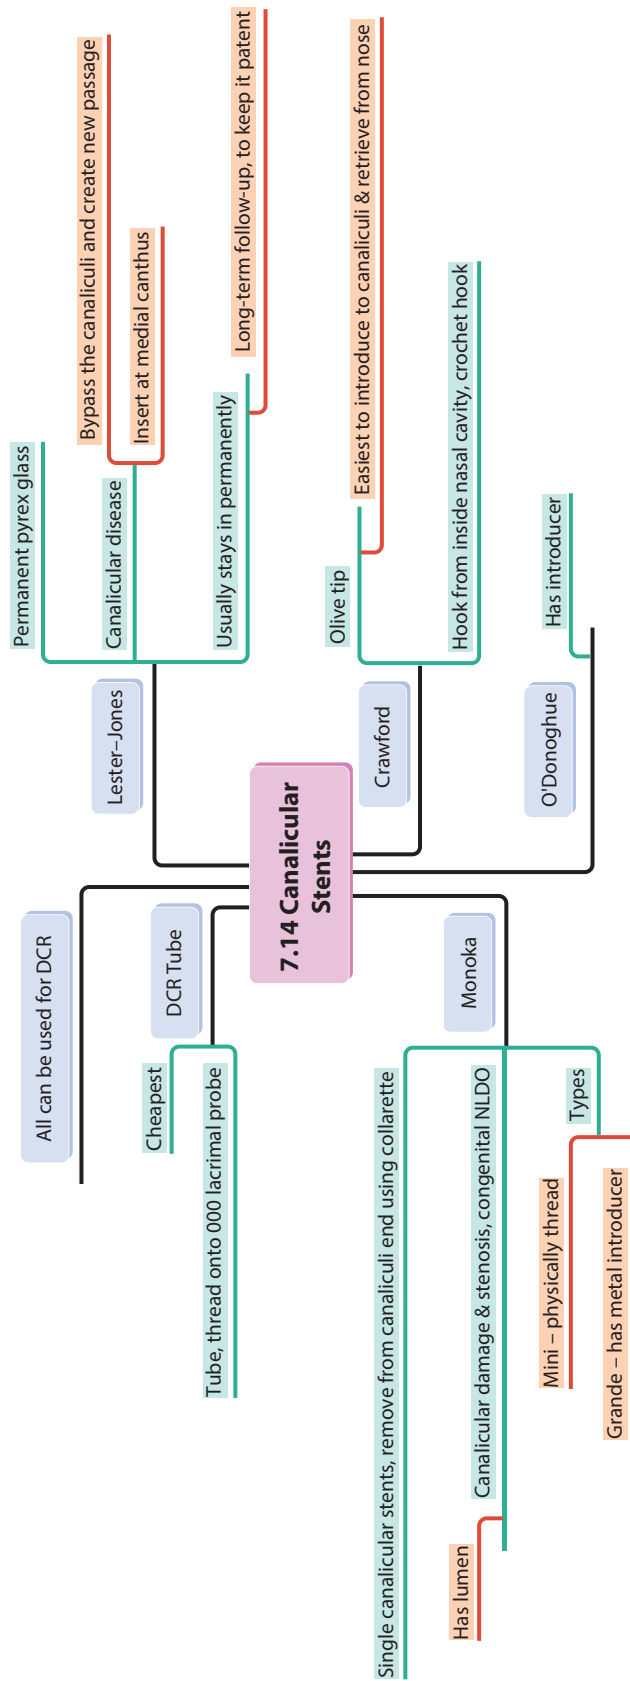 7.14 Canalicular
Stents
Lester–Jones
Permanent pyrex glass
Canalicular disease
Bypass the canaliculi and create new passage
Insert at medial canthus
Usually stays in permanently
Long-term follow-up, to keep it patent
Crawford
Olive tip
Easiest to introduce to canaliculi & retrieve from nose
Hook from inside nasal cavity, crochet hook
O'Donoghue
Has introducer
All can be used for DCR
DCR Tube
Cheapest
Tube, thread onto 000 lacrimal probe
Monoka
Single canalicular stents, remove from canaliculi end using collarette
Canalicular damage & stenosis, congenital NLDO
Has lumen
Types
Mini – physically thread
Grande – has metal introducer